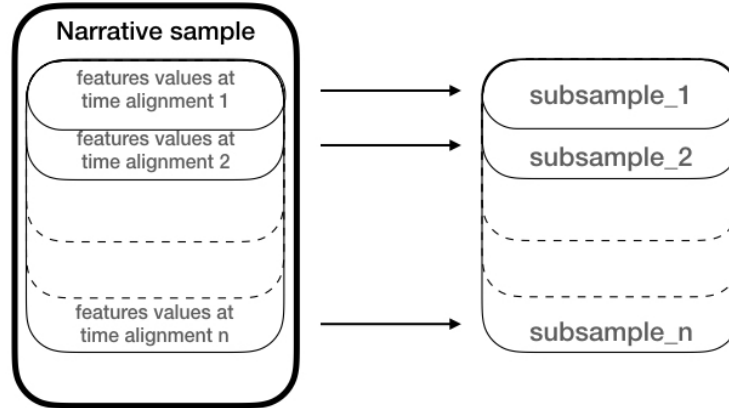 Narrative sample
features values at
time alignment 1
subsample_1
features values at
time alignment 2
subsample_2
features values at
time alignment n
subsample_n